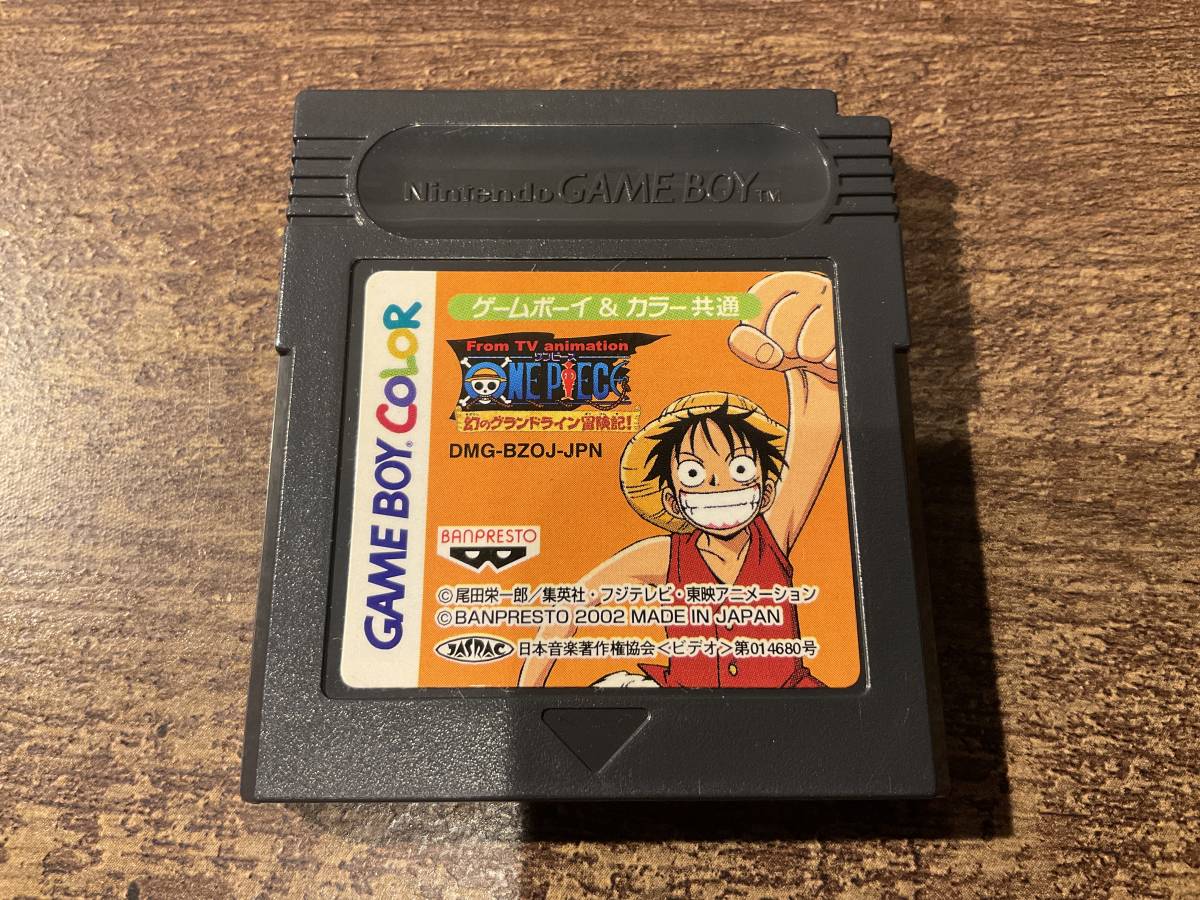 Nintendo GAME BOY TM
GAME BOY COLOR
ゲームボーイ & カラー共通
From TV animation
ワンピース
ONE PIECE
幻のグランドライン冒険記!
DMG-BZOJ-JPN
BANPRESTO
©尾田栄一郎/集英社・フジテレビ・東映アニメーション
©BANPRESTO 2002 MADE IN JAPAN
JASRAC 日本音楽著作権協会<ビデオ>第014680号